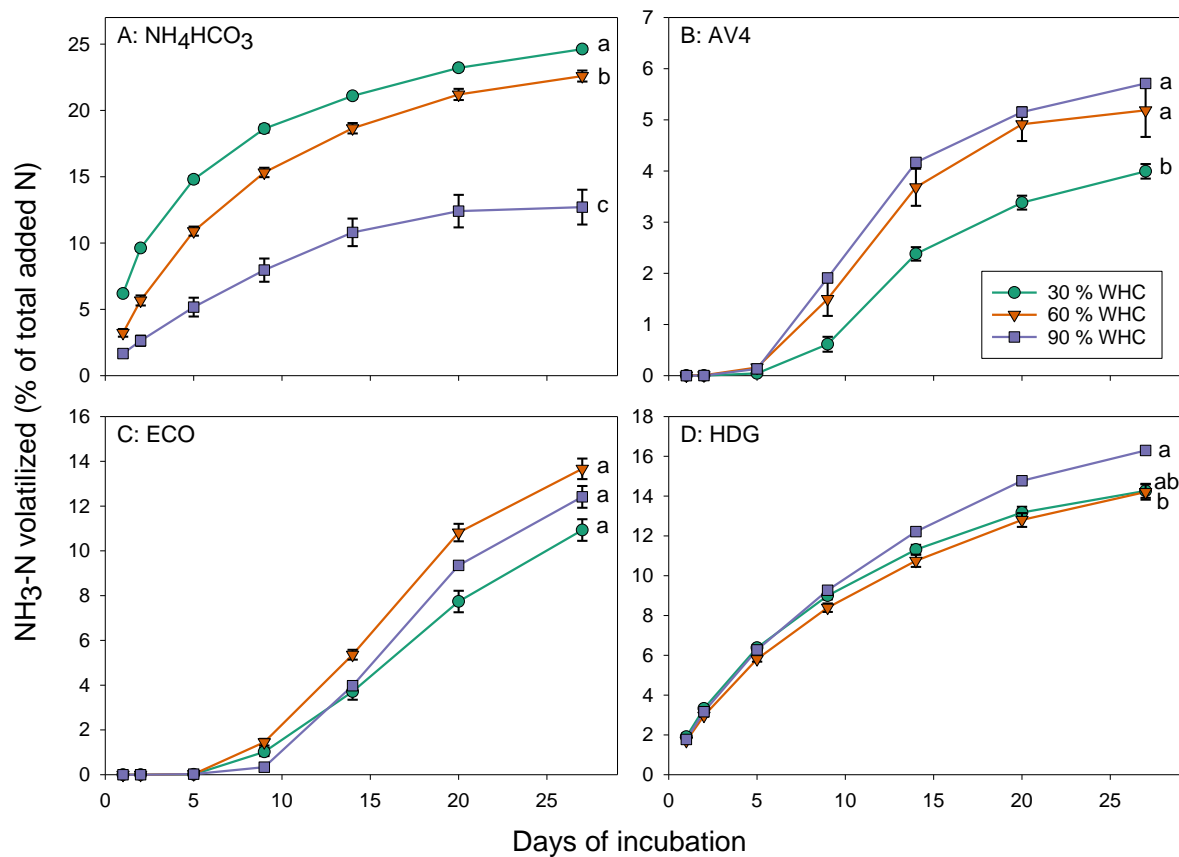 NH3-N volatilized (% of total added N)
A: NH4HCO3
25
20
15
10
5
0
a
b
c
B: AV4
7
6
5
4
3
2
1
0
a
a
b
30 % WHC
60 % WHC
90 % WHC
C: ECO
16
14
12
10
8
6
4
2
0
a
a
a
0 5 10 15 20 25
D: HDG
18
16
14
12
10
8
6
4
2
0
a
ab
b
0 5 10 15 20 25
Days of incubation